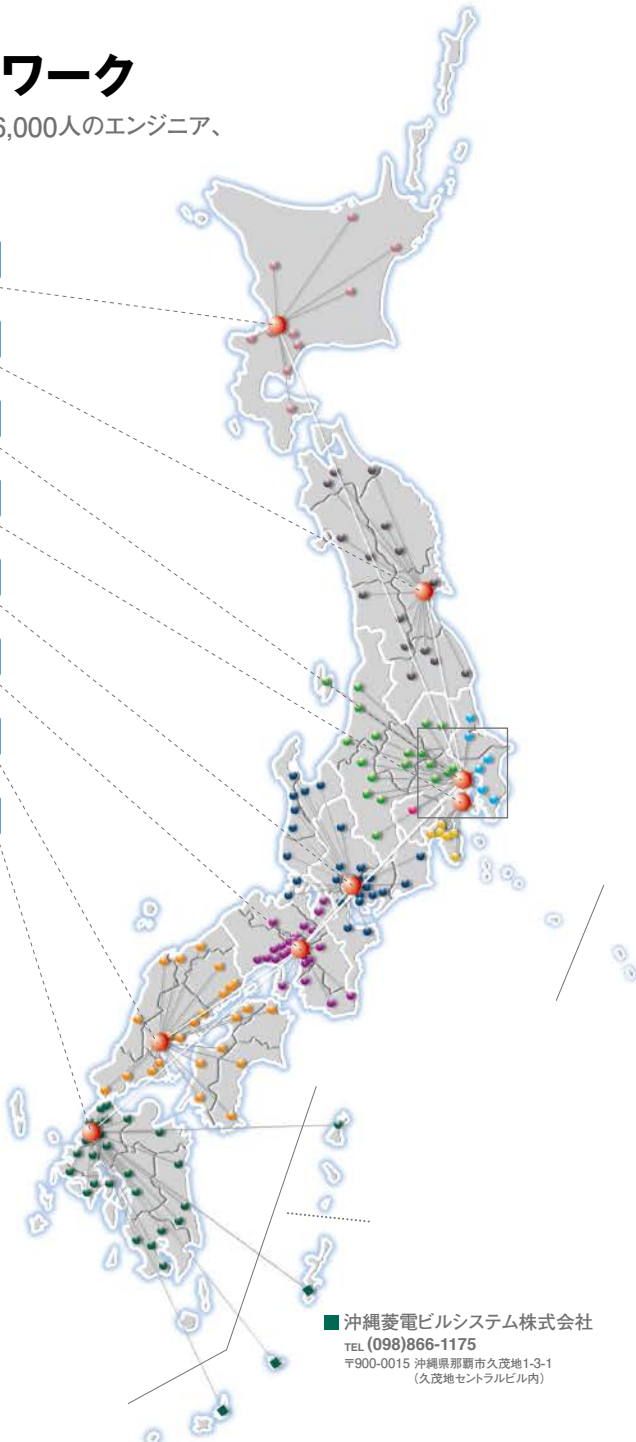 ワーク
6,000人のエンジニア、
沖縄菱電ビルシステム株式会社
TEL (098)866-1175
〒900-0015 沖縄県那覇市久茂地1-3-1
(久茂地セントラルビル内)